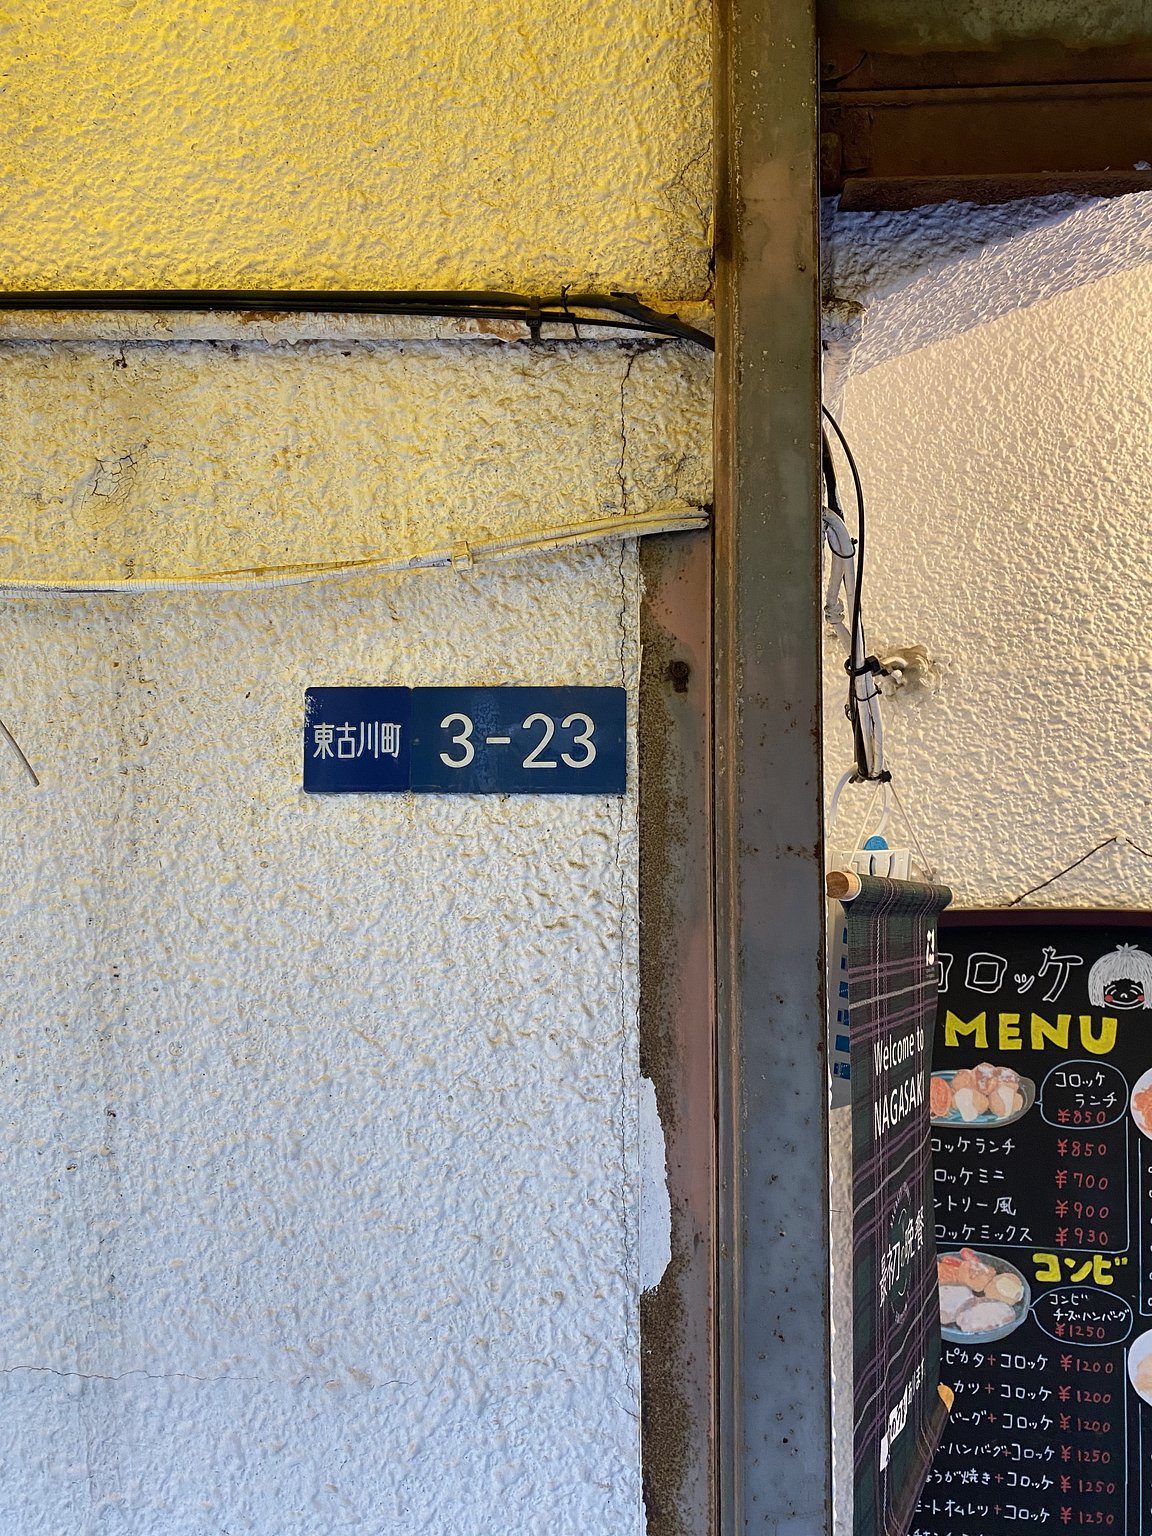 東古川町 3-23
Welcome to
NAGASAKI
コロッケ
MENU
コロッケ
ランチ
¥850
コロッケランチ ¥850
コロッケミニ ¥700
ントリー風 ¥900
コロッケミックス ¥930
コンビ
コンビ
チーズハンバーグ
¥1250
ピカタ+コロッケ ¥1200
カツ+コロッケ ¥1200
バーグ+コロッケ ¥1200
ハンバーグ+コロッケ ¥1250
ょうが焼き+コロッケ ¥1250
ートオムレツ+コロッケ ¥1250